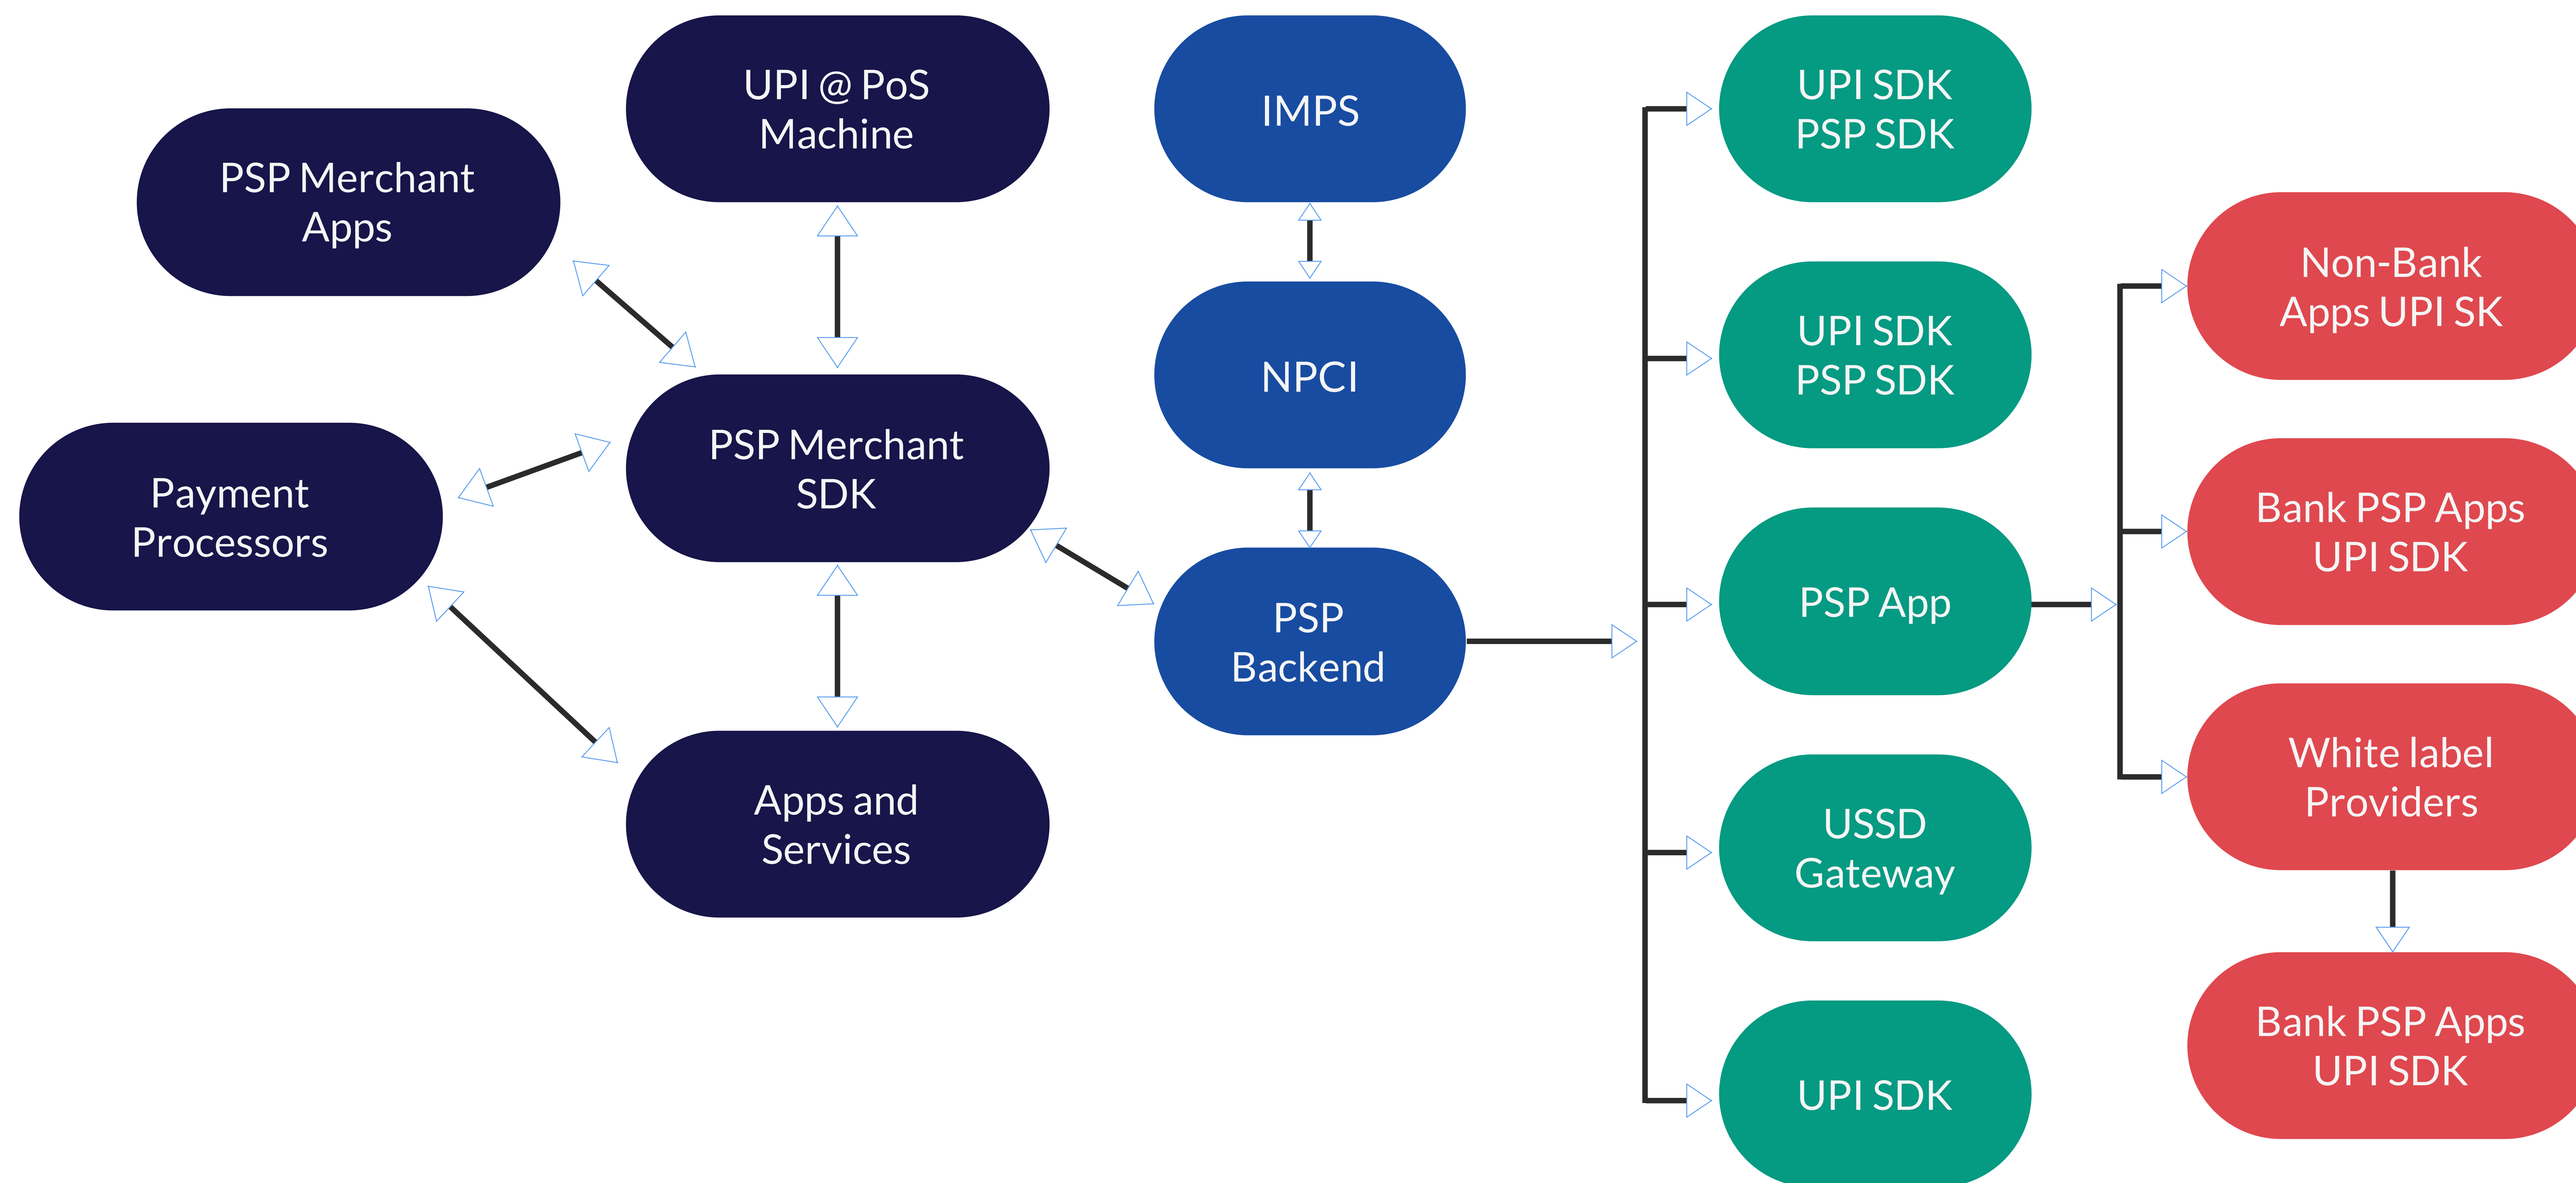 PSP Merchant
Apps
UPI @ PoS
Machine
Payment
Processors
PSP Merchant
SDK
Apps and
Services
IMPS
NPCI
PSP
Backend
UPI SDK
PSP SDK
UPI SDK
PSP SDK
PSP App
USSD
Gateway
UPI SDK
Non-Bank
Apps UPI SK
Bank PSP Apps
UPI SDK
White label
Providers
Bank PSP Apps
UPI SDK